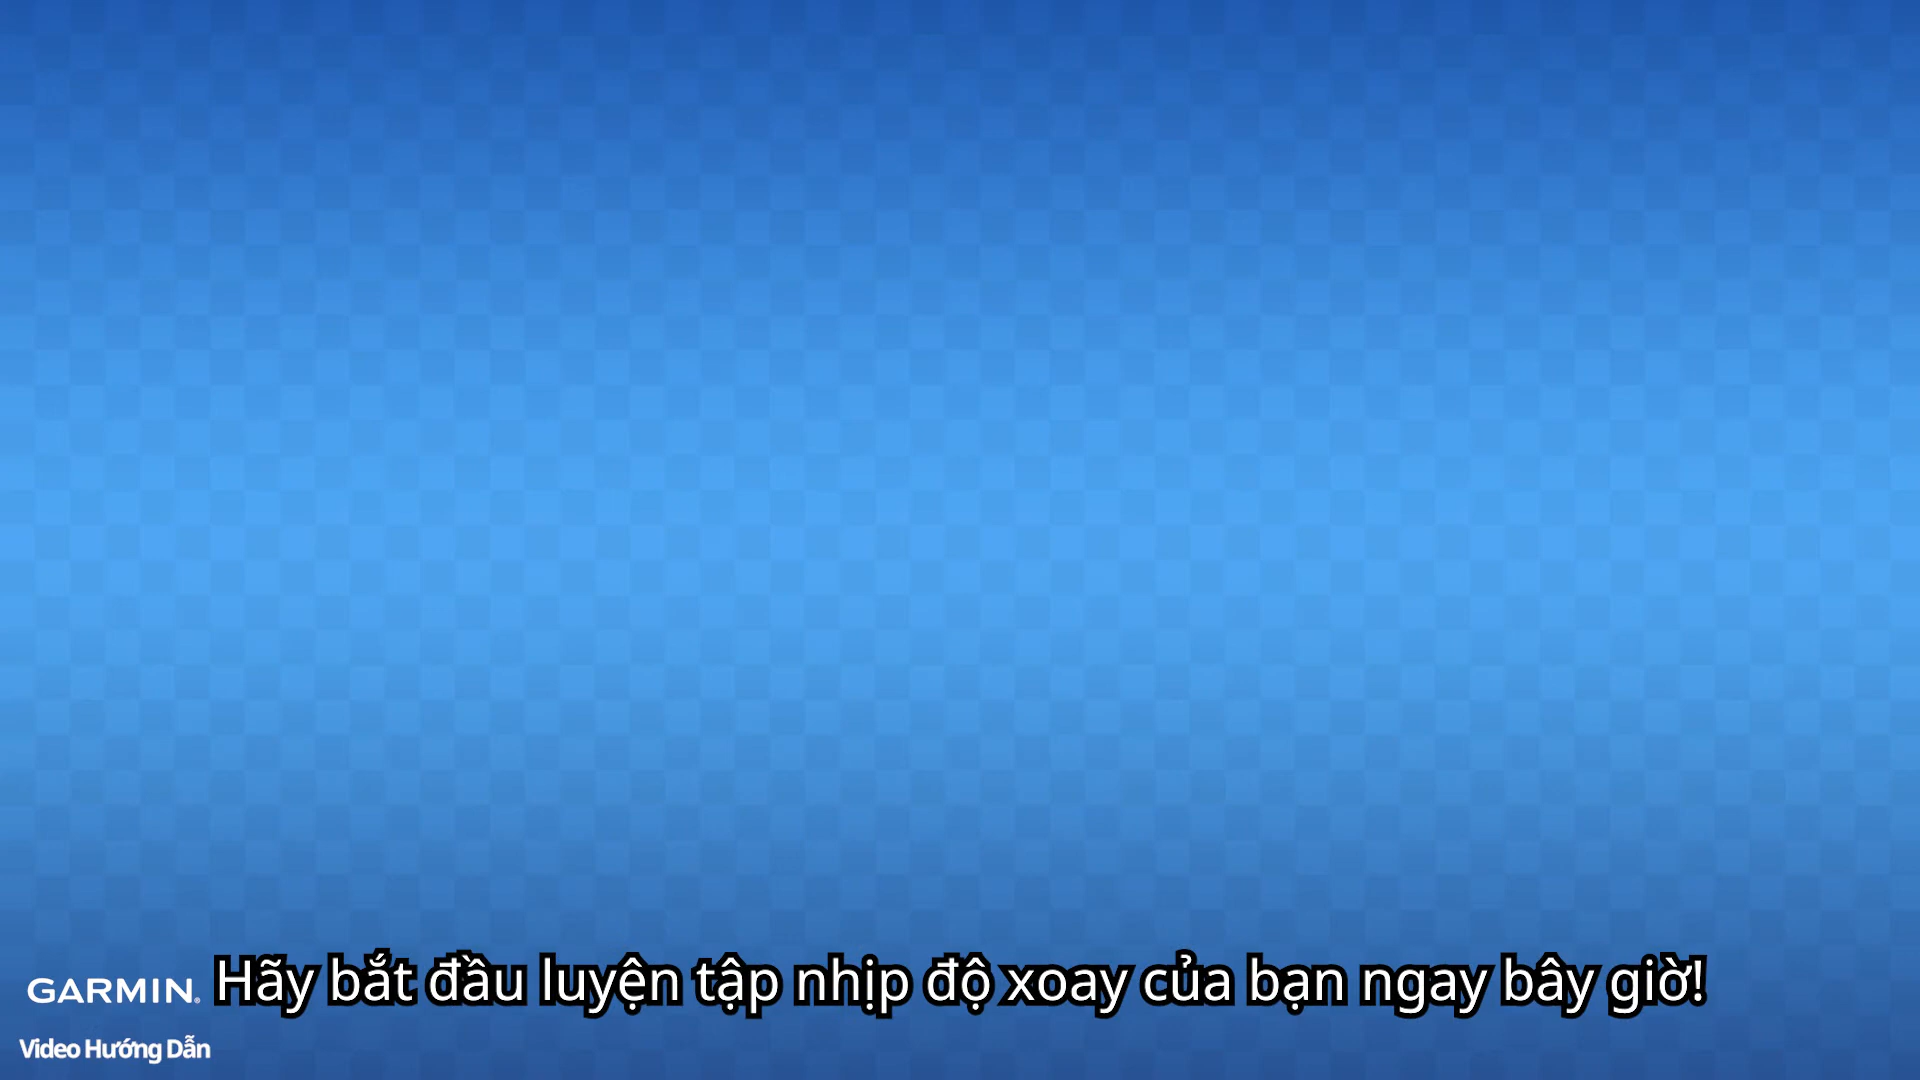 Hãy bắt đầu luyện tập nhịp độ xoay của bạn ngay bây giờ!
GARMIN®
Video Hướng Dẫn